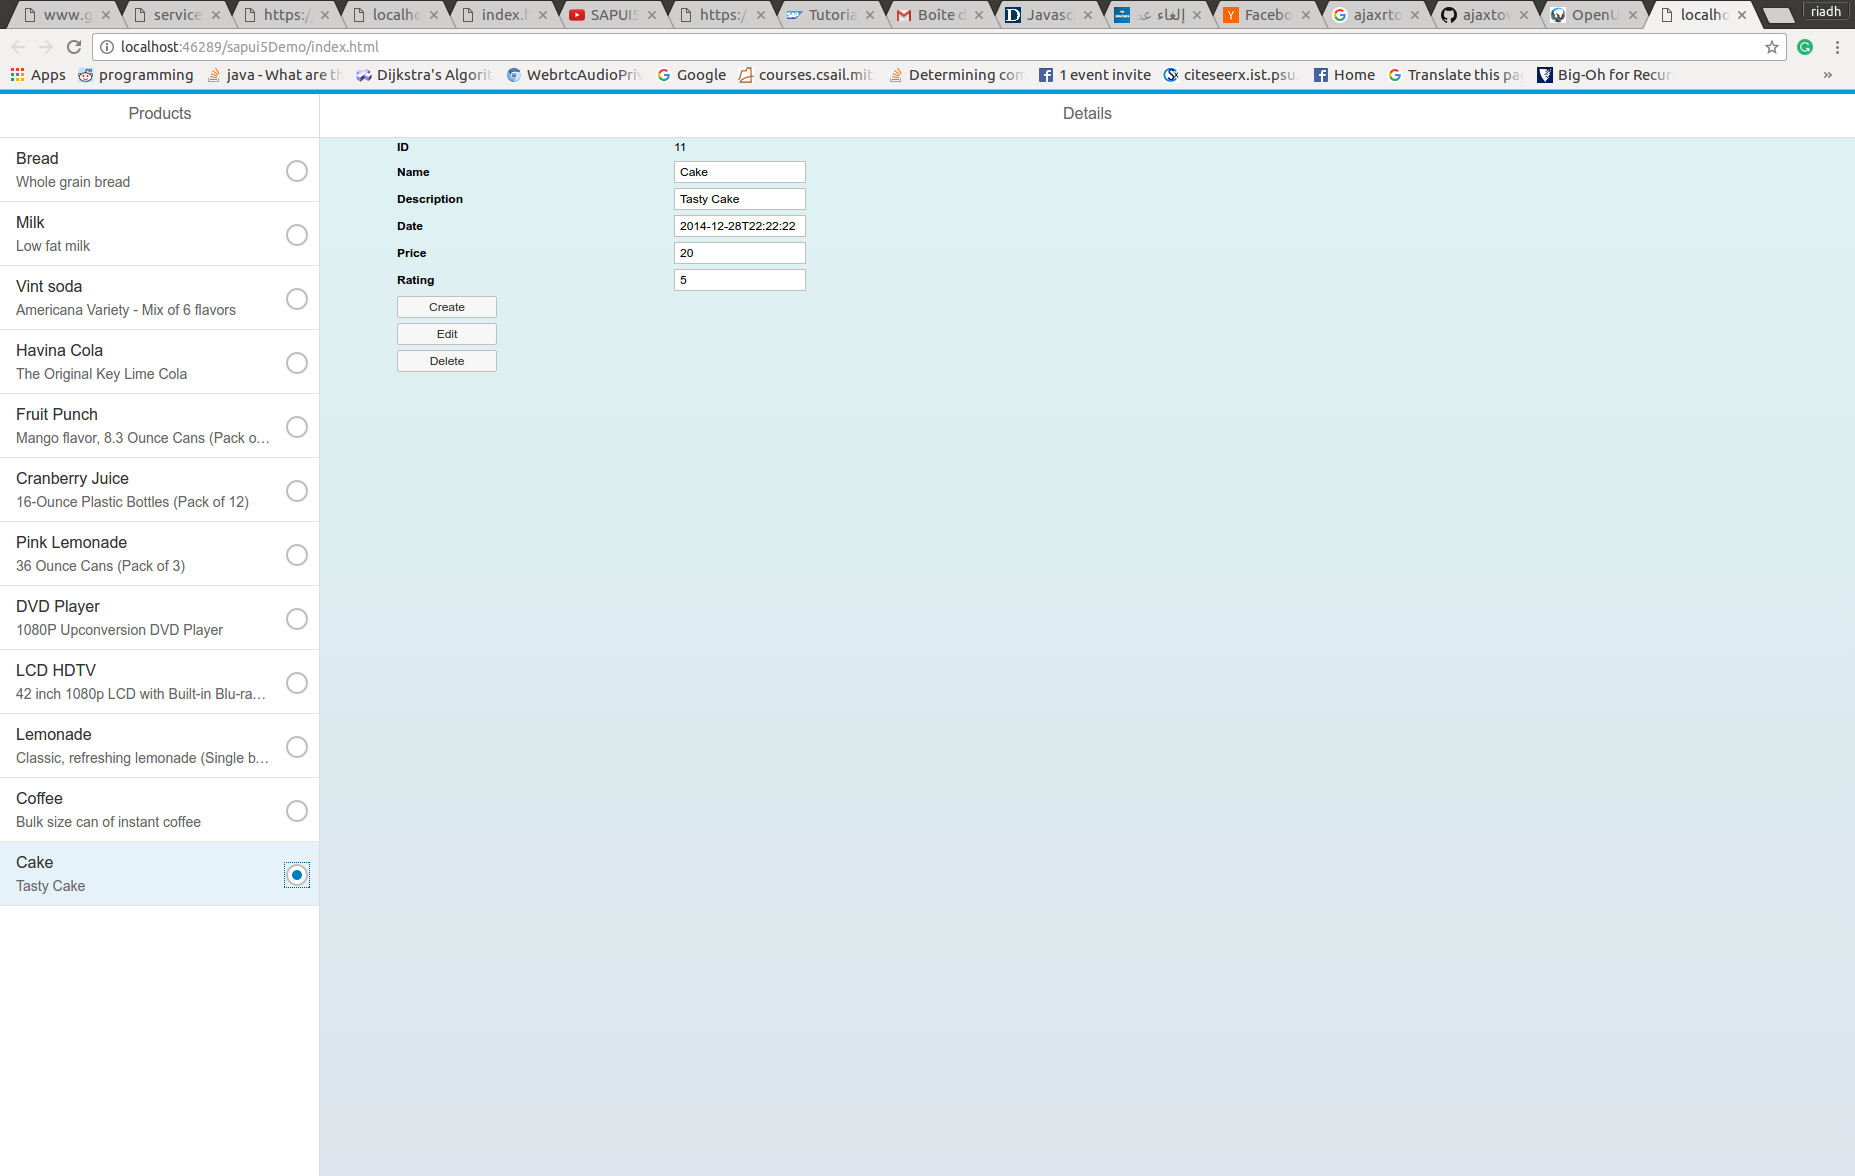 www.g
service
https:/
localho
index.h
SAPUI5
https:/
Tutoria
Boîte d
Javasc
إلغاء عد
Facebo
ajaxrto
ajaxtov
OpenU
localho
riadh
localhost:46289/sapui5Demo/index.html
Apps
programming
java - What are th
Dijkstra's Algorit
WebrtcAudioPriv
Google
courses.csail.mit.
Determining com
1 event invite
citeseerx.ist.psu.
Home
Translate this pa
Big-Oh for Recur
»
Products
Details
Bread
Whole grain bread
Milk
Low fat milk
Vint soda
Americana Variety - Mix of 6 flavors
Havina Cola
The Original Key Lime Cola
Fruit Punch
Mango flavor, 8.3 Ounce Cans (Pack o…
Cranberry Juice
16-Ounce Plastic Bottles (Pack of 12)
Pink Lemonade
36 Ounce Cans (Pack of 3)
DVD Player
1080P Upconversion DVD Player
LCD HDTV
42 inch 1080p LCD with Built-in Blu-ra…
Lemonade
Classic, refreshing lemonade (Single b…
Coffee
Bulk size can of instant coffee
Cake
Tasty Cake
ID 11
Name Cake
Description Tasty Cake
Date 2014-12-28T22:22:22
Price 20
Rating 5
Create
Edit
Delete